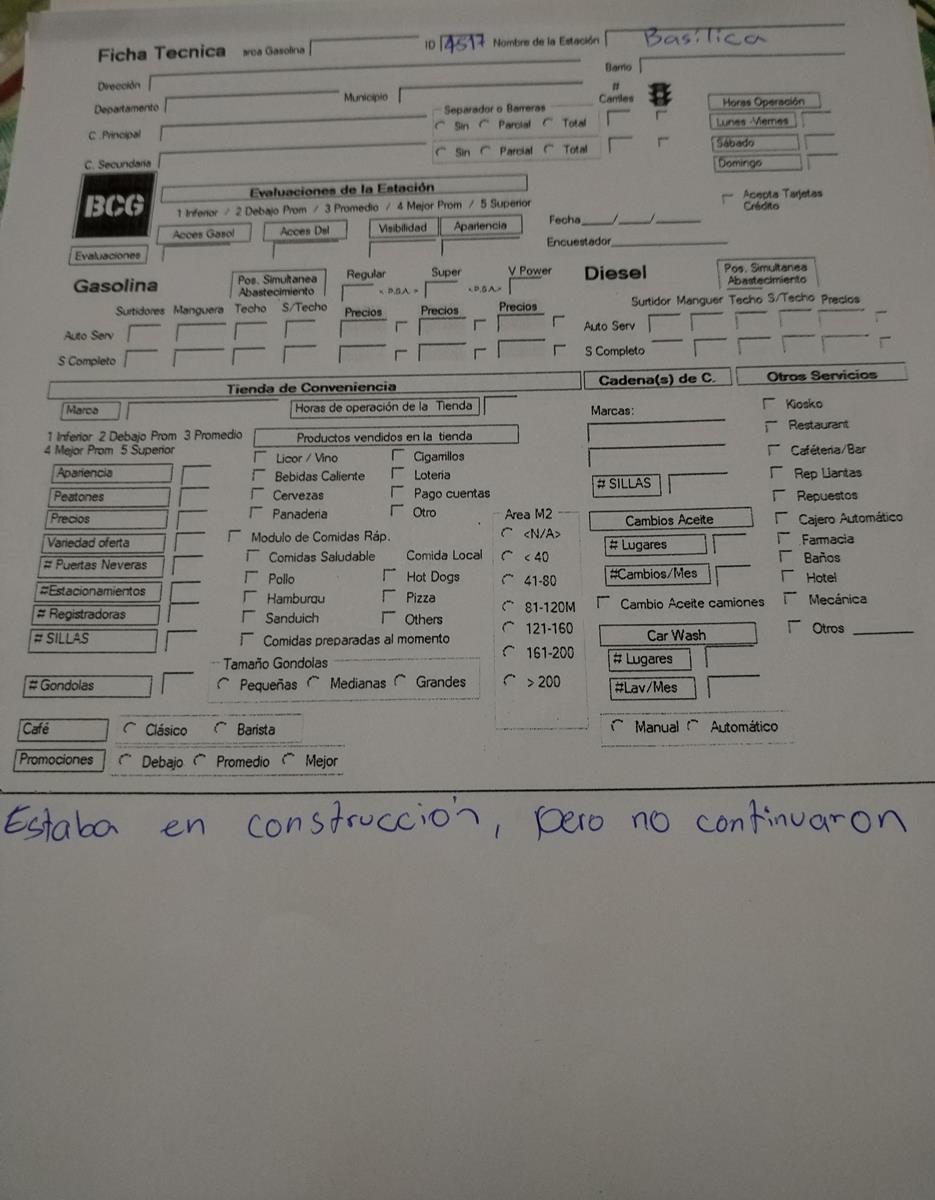 Ficha Tecnica arca Gasolina ID 4517 Nombre de la Estación Basílica
Dirección Barrio
Departamento Municipio # Carriles Horas Operación
Separador o Barreras
C .Principal Sin Parcial Total Lunes -Viernes
Sábado
C. Secundaria Sin Parcial Total Domingo
BCG Evaluaciones de la Estación
1 Inferior / 2 Debajo Prom / 3 Promedio / 4 Mejor Prom / 5 Superior
Acepta Tarjetas Crédito
Acces Gasol Acces Dsl Visibilidad Apariencia Fecha____/____/____
Evaluaciones Encuestador____________
Gasolina Pos. Simultanea Abastecimiento Regular Super V Power Diesel Pos. Simultanea Abastecimiento
Surtidores Manguera Techo S/Techo Precios Precios Precios Surtidor Manguer Techo S/Techo Precios
Auto Serv Auto Serv
S Completo S Completo
Tienda de Conveniencia Cadena(s) de C. Otros Servicios
Marca Horas de operación de la Tienda Marcas: Kiosko
1 Inferior 2 Debajo Prom 3 Promedio Productos vendidos en la tienda Restaurant
4 Mejor Prom 5 Superior Licor / Vino Cigarrillos Caféteria/Bar
Apariencia Bebidas Caliente Loteria # SILLAS Rep Llantas
Peatones Cervezas Pago cuentas Repuestos
Precios Panaderia Otro Area M2 Cambios Aceite Cajero Automático
Variedad oferta Modulo de Comidas Ráp. <N/A> # Lugares Farmacia
# Puertas Neveras Comidas Saludable Comida Local < 40 Baños
#Estacionamientos Pollo Hot Dogs 41-80 #Cambios/Mes Hotel
# Registradoras Hamburgu Pizza 81-120M Cambio Aceite camiones Mecánica
# SILLAS Sanduich Others 121-160 Car Wash Otros ________
Comidas preparadas al momento 161-200 # Lugares
Tamaño Gondolas
# Gondolas Pequeñas Medianas Grandes > 200 #Lav/Mes
Café Clásico Barista Manual Automático
Promociones Debajo Promedio Mejor
Estaba en construcción, pero no continuaron